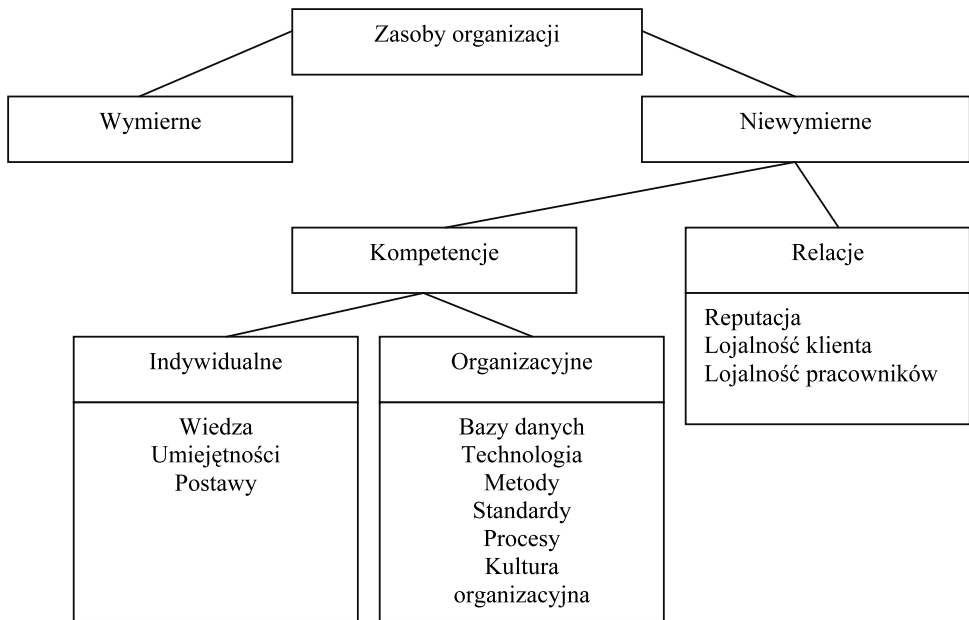 Zasoby organizacji
Wymierne
Niewymierne
Kompetencje
Relacje
Reputacja
Lojalność klienta
Lojalność pracowników
Indywidualne
Wiedza
Umiejętności
Postawy
Organizacyjne
Bazy danych
Technologia
Metody
Standardy
Procesy
Kultura
organizacyjna